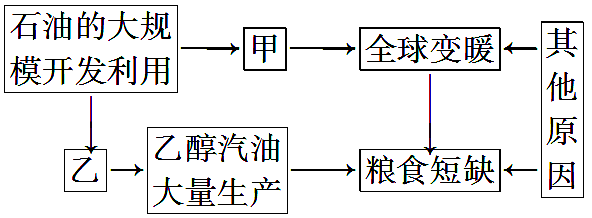 石油的大规
模开发利用
甲
全球变暖
其他原因
乙
乙醇汽油
大量生产
粮食短缺